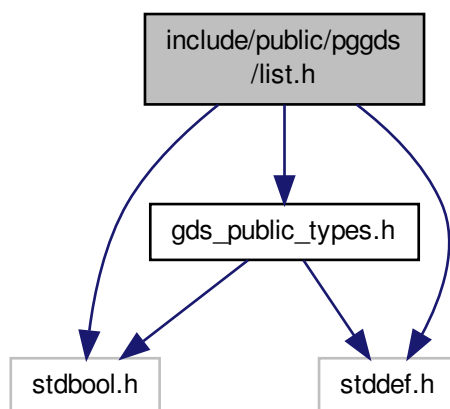 include/public/pggds
/list.h
gds_public_types.h
stdbool.h
stddef.h